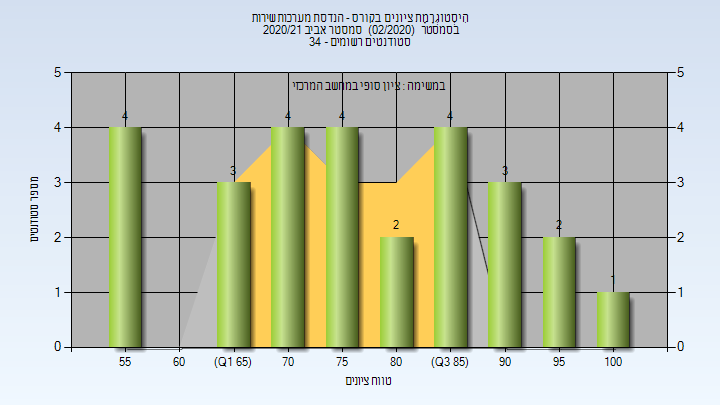 היסטוגרמת ציונים בקורס - הנדסת מערכות שירות
בסמסטר (02/2020) סמסטר אביב 2020/21
סטודנטים רשומים - 34
במשימה : ציון סופי במחשב המרכזי
5 5
4 4 4 4 4 4
3 3 3 3
2 2 2 2
1 1 1
0 0
מספר סטודנטים
55 60 (Q1 65) 70 75 80 (Q3 85) 90 95 100
טווח ציונים